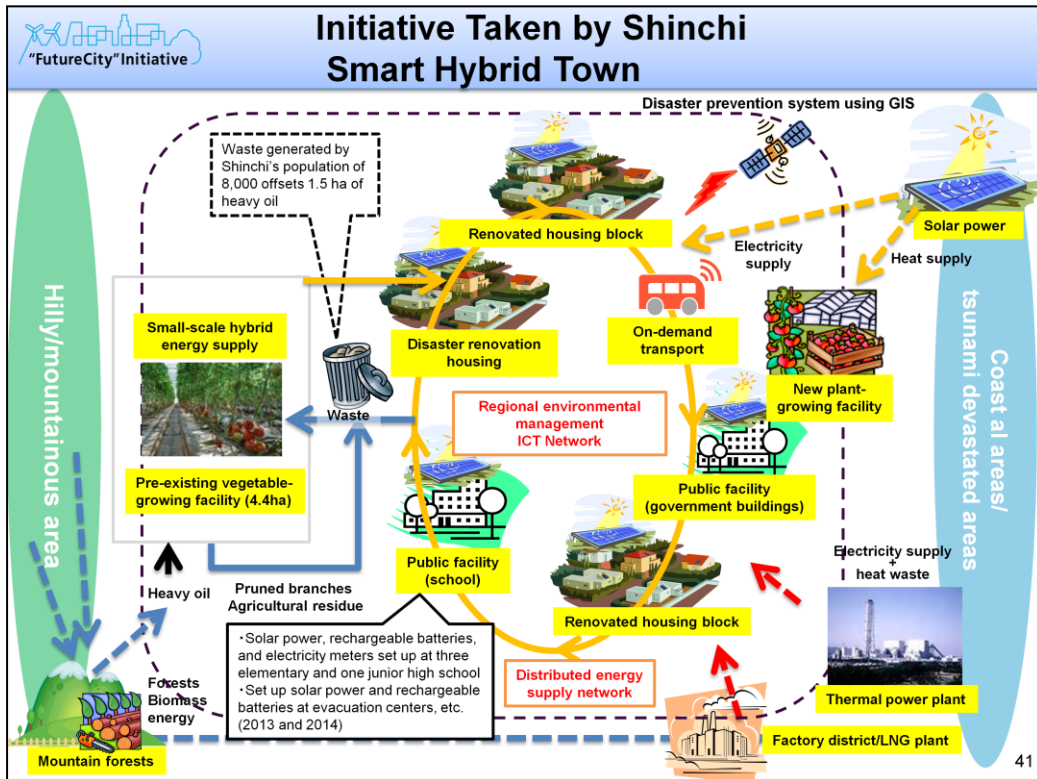 "FutureCity"Initiative
Initiative Taken by Shinchi
Smart Hybrid Town
Disaster prevention system using GIS
Waste generated by
Shinchi's population of
8,000 offsets 1.5 ha of
heavy oil
Renovated housing block
Solar power
Electricity
supply
Heat supply
Hilly/mountainous area
Small-scale hybrid
energy supply
Disaster renovation
housing
On-demand
transport
Coast al areas/
tsunami devastated areas
Waste
New plant-
growing facility
Regional environmental
management
ICT Network
Pre-existing vegetable-
growing facility (4.4ha)
Public facility
(government buildings)
Public facility
(school)
Electricity supply
+
heat waste
Heavy oil
Pruned branches
Agricultural residue
Renovated housing block
・Solar power, rechargeable batteries,
and electricity meters set up at three
elementary and one junior high school
・Set up solar power and rechargeable
batteries at evacuation centers, etc.
(2013 and 2014)
Distributed energy
supply network
Forests
Biomass
energy
Thermal power plant
Mountain forests
Factory district/LNG plant
41